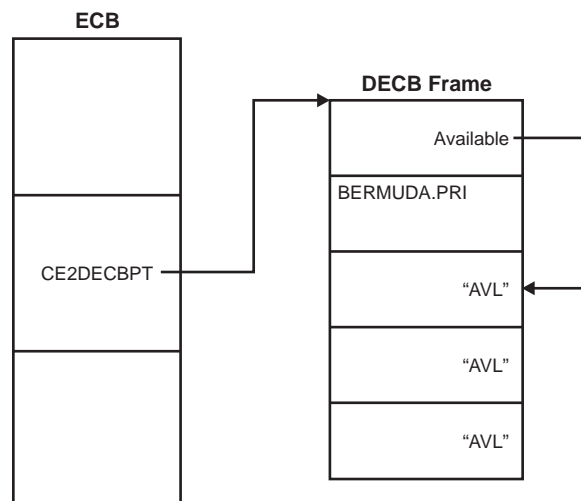 ECB
DECB Frame
Available
BERMUDA.PRI
CE2DECBPT
“AVL”
“AVL”
“AVL”